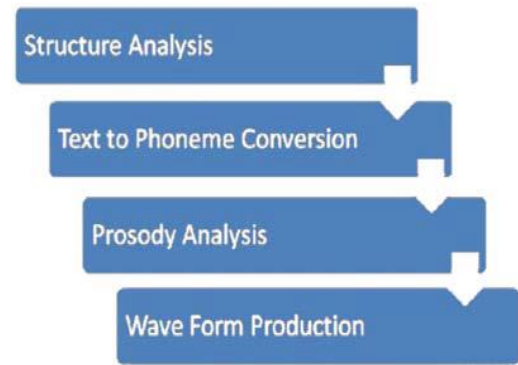 Structure Analysis
Text to Phoneme Conversion
Prosody Analysis
Wave Form Production